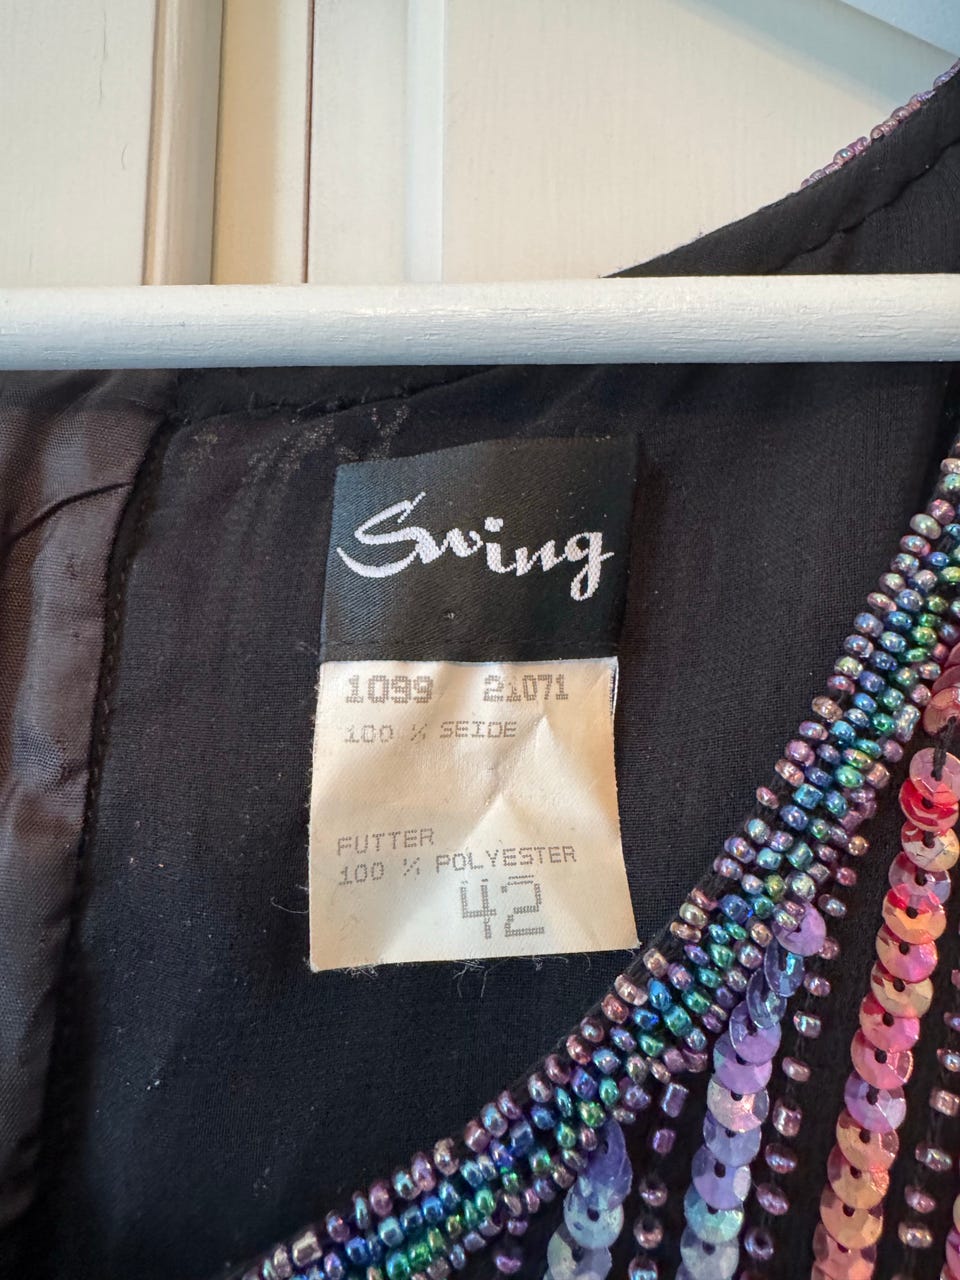 Swing
1099 21071
100 % SEIDE
FUTTER
100 % POLYESTER
42